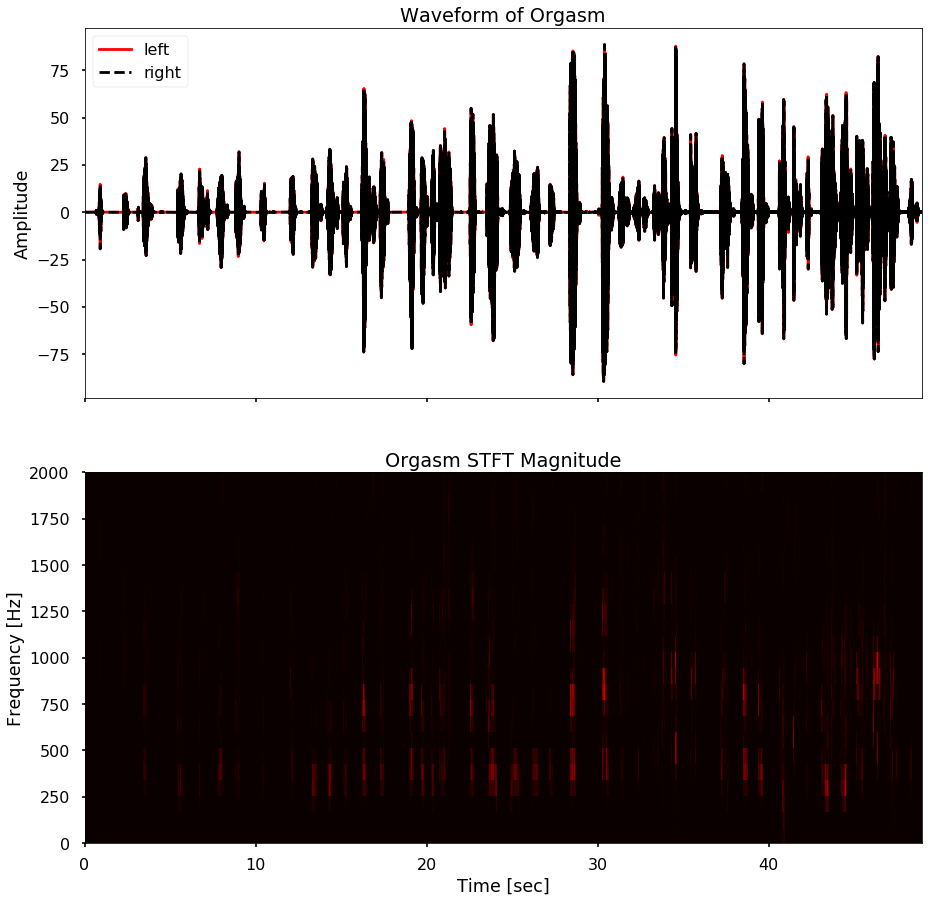 Waveform of Orgasm
left
right
75
50
25
0
−25
−50
−75
Amplitude
Orgasm STFT Magnitude
2000
1750
1500
1250
1000
750
500
250
0
Frequency [Hz]
0 10 20 30 40
Time [sec]